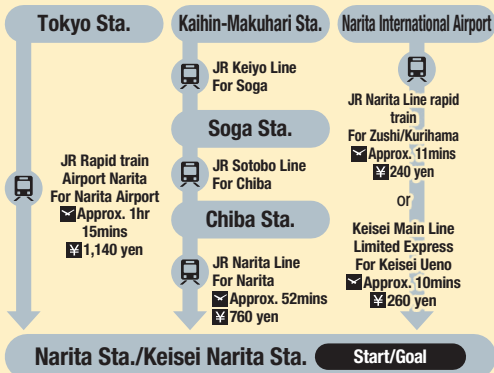 Tokyo Sta.
JR Rapid train
Airport Narita
For Narita Airport
Approx. 1hr
15mins
¥1,140 yen
Kaihin-Makuhari Sta.
JR Keiyo Line
For Soga
Soga Sta.
JR Sotobo Line
For Chiba
Chiba Sta.
JR Narita Line
For Narita
Approx. 52mins
¥760 yen
Narita International Airport
JR Narita Line rapid
train
For Zushi/Kurihama
Approx. 11mins
¥240 yen
or
Keisei Main Line
Limited Express
For Keisei Ueno
Approx. 10mins
¥260 yen
Narita Sta./Keisei Narita Sta. Start/Goal